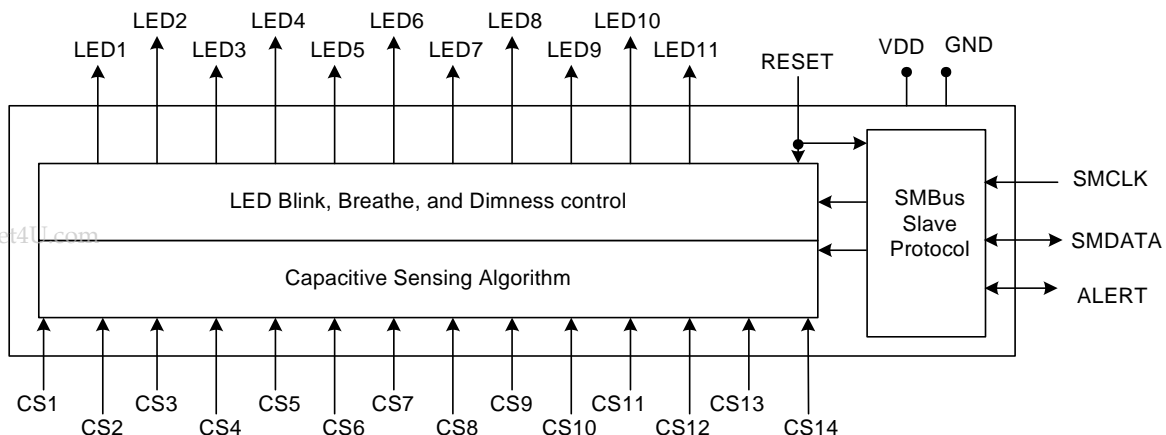 LED2 LED4 LED6 LED8 LED10
LED1 LED3 LED5 LED7 LED9 LED11
RESET
VDD GND
LED Blink, Breathe, and Dimness control
SMBus
Slave
Protocol
SMCLK
SMDATA
ALERT
et4U.com
Capacitive Sensing Algorithm
CS1 CS3 CS5 CS7 CS9 CS11 CS13
CS2 CS4 CS6 CS8 CS10 CS12 CS14